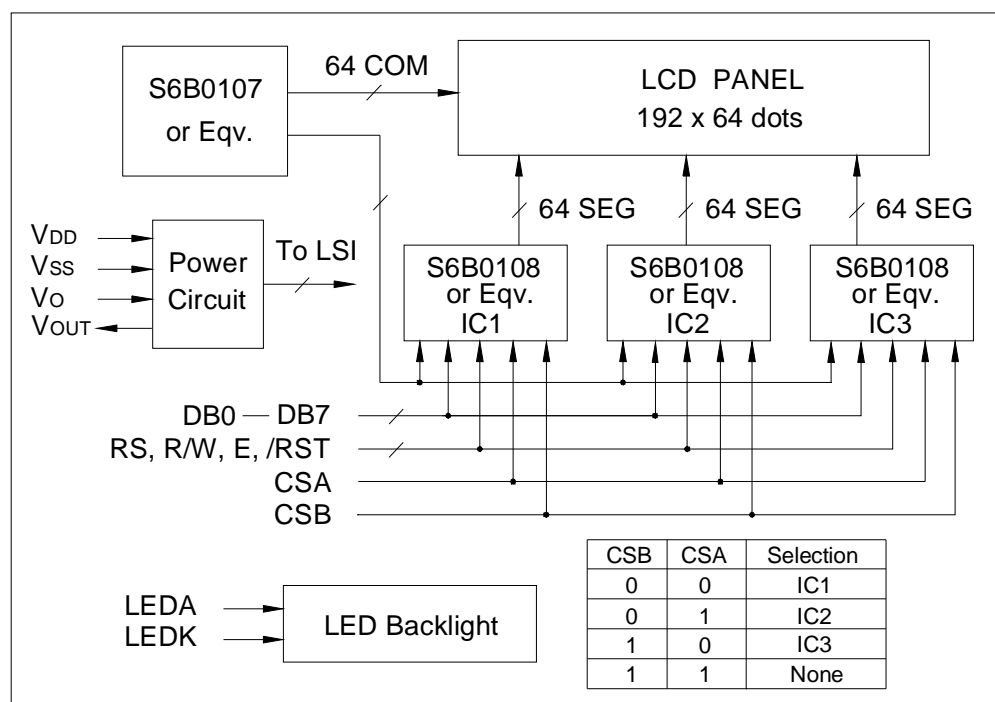 64 COM
S6B0107
or Eqv.
LCD PANEL
192 x 64 dots
64 SEG
64 SEG
64 SEG
VDD
VSS
VO
VOUT
Power
Circuit
To LSI
S6B0108
or Eqv.
IC1
S6B0108
or Eqv.
IC2
S6B0108
or Eqv.
IC3
DB0 — DB7
RS, R/W, E, /RST
CSA
CSB
CSB CSA Selection
0 0 IC1
0 1 IC2
1 0 IC3
1 1 None
LEDA
LEDK
LED Backlight